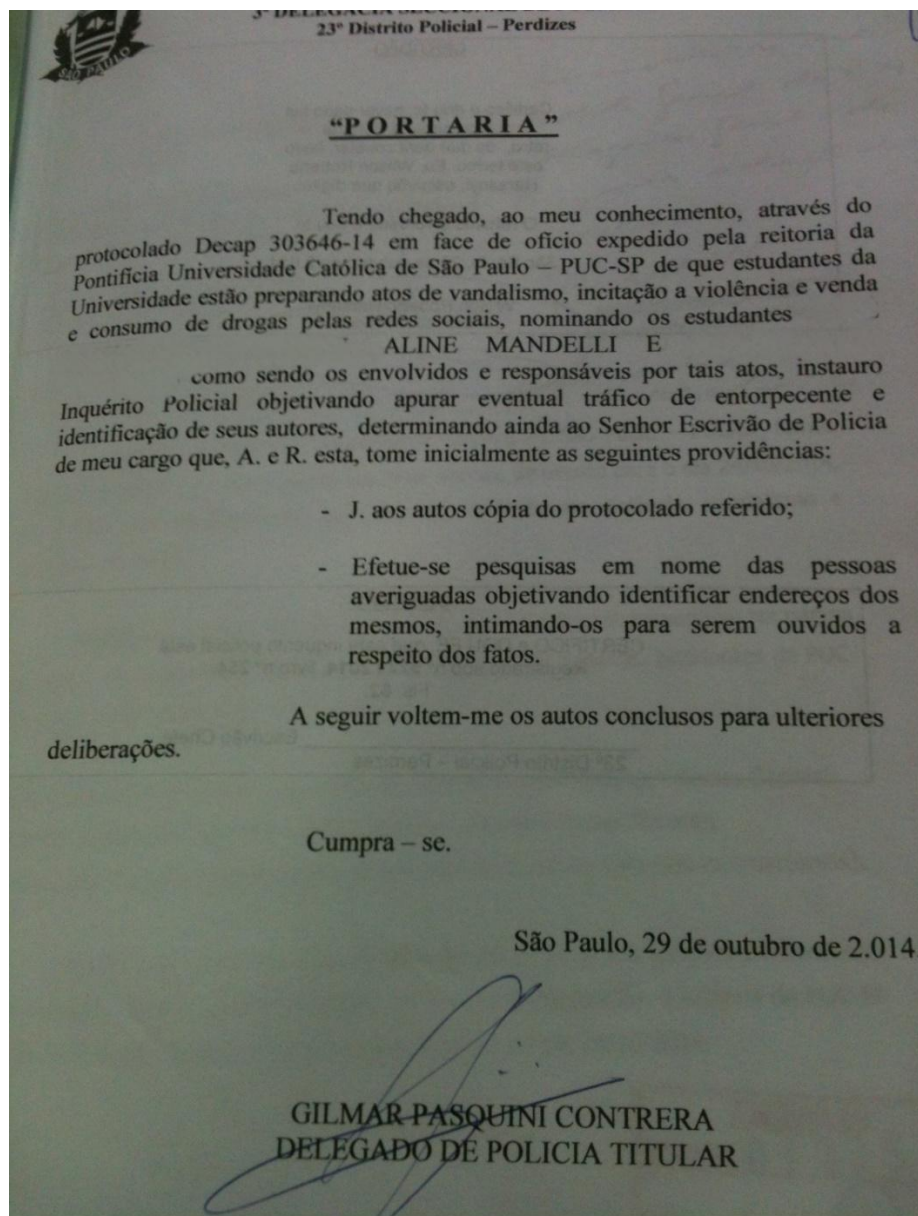 SÃO PAULO
23º Distrito Policial – Perdizes
"PORTARIA"
Tendo chegado, ao meu conhecimento, através do
protocolado Decap 303646-14 em face de ofício expedido pela reitoria da
Pontifícia Universidade Católica de São Paulo – PUC-SP de que estudantes da
Universidade estão preparando atos de vandalismo, incitação a violência e venda
e consumo de drogas pelas redes sociais, nominando os estudantes
ALINE MANDELLI E
como sendo os envolvidos e responsáveis por tais atos, instauro
Inquérito Policial objetivando apurar eventual tráfico de entorpecente e
identificação de seus autores, determinando ainda ao Senhor Escrivão de Policia
de meu cargo que, A. e R. esta, tome inicialmente as seguintes providências:
- J. aos autos cópia do protocolado referido;
- Efetue-se pesquisas em nome das pessoas
averiguadas objetivando identificar endereços dos
mesmos, intimando-os para serem ouvidos a
respeito dos fatos.
A seguir voltem-me os autos conclusos para ulteriores
deliberações.
Cumpra – se.
São Paulo, 29 de outubro de 2.014
GILMAR PASQUINI CONTRERA
DELEGADO DE POLICIA TITULAR